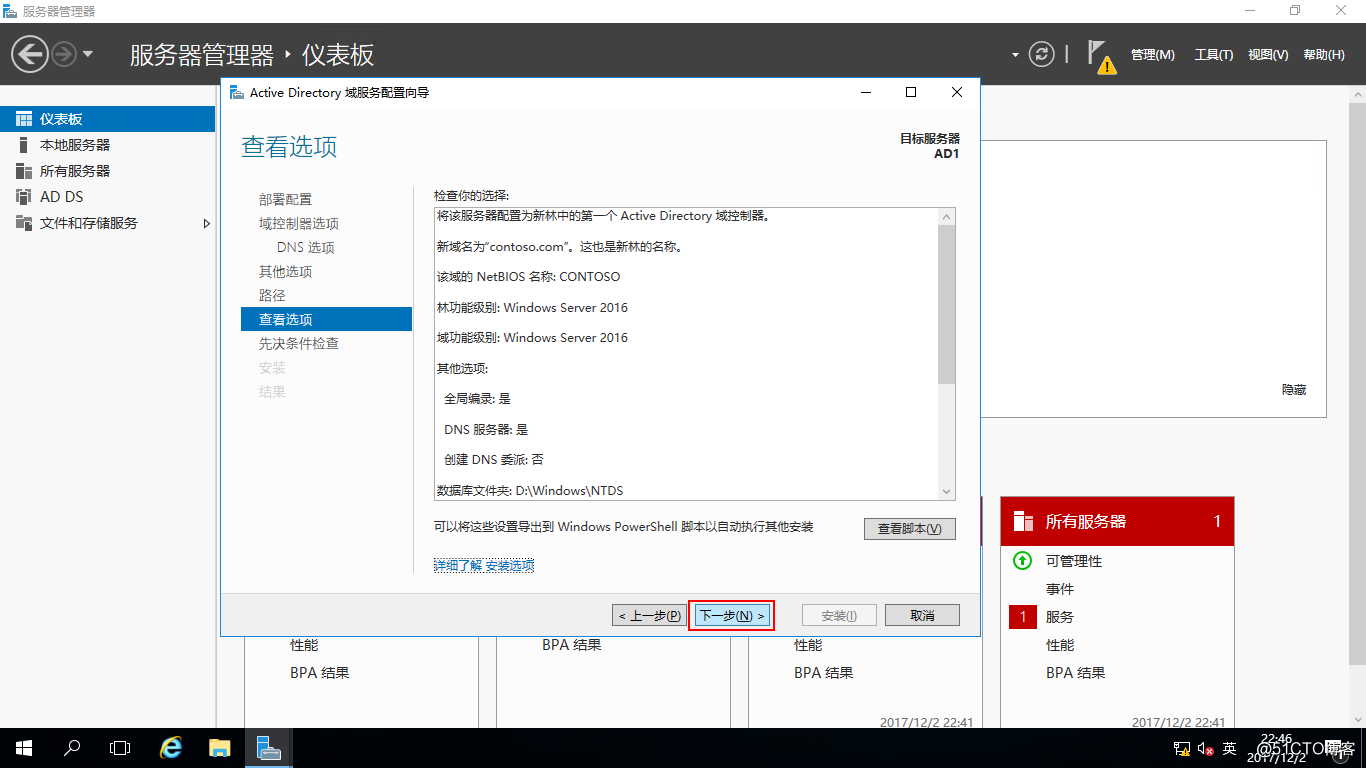 服务器管理器
服务器管理器 ‣ 仪表板
管理(M) 工具(T) 视图(V) 帮助(H)
仪表板
本地服务器
所有服务器
AD DS
文件和存储服务
Active Directory 域服务配置向导
查看选项
目标服务器
AD1
部署配置
域控制器选项
DNS 选项
其他选项
路径
查看选项
先决条件检查
安装
结果
检查你的选择:
将该服务器配置为新林中的第一个 Active Directory 域控制器。
新域名为“contoso.com”。这也是新林的名称。
该域的 NetBIOS 名称: CONTOSO
林功能级别: Windows Server 2016
域功能级别: Windows Server 2016
其他选项:
全局编录: 是
DNS 服务器: 是
创建 DNS 委派: 否
数据库文件夹: D:\Windows\NTDS
可以将这些设置导出到 Windows PowerShell 脚本以自动执行其他安装
查看脚本(V)
详细了解 安装选项
< 上一步(P) 下一步(N) > 安装(I) 取消
隐藏
所有服务器 1
可管理性
事件
1 服务
性能
BPA 结果
2017/12/2 22:41
性能
BPA 结果
BPA 结果
性能
BPA 结果
2017/12/2 22:41
英
22:46
2017/12/2
@51CTO博客